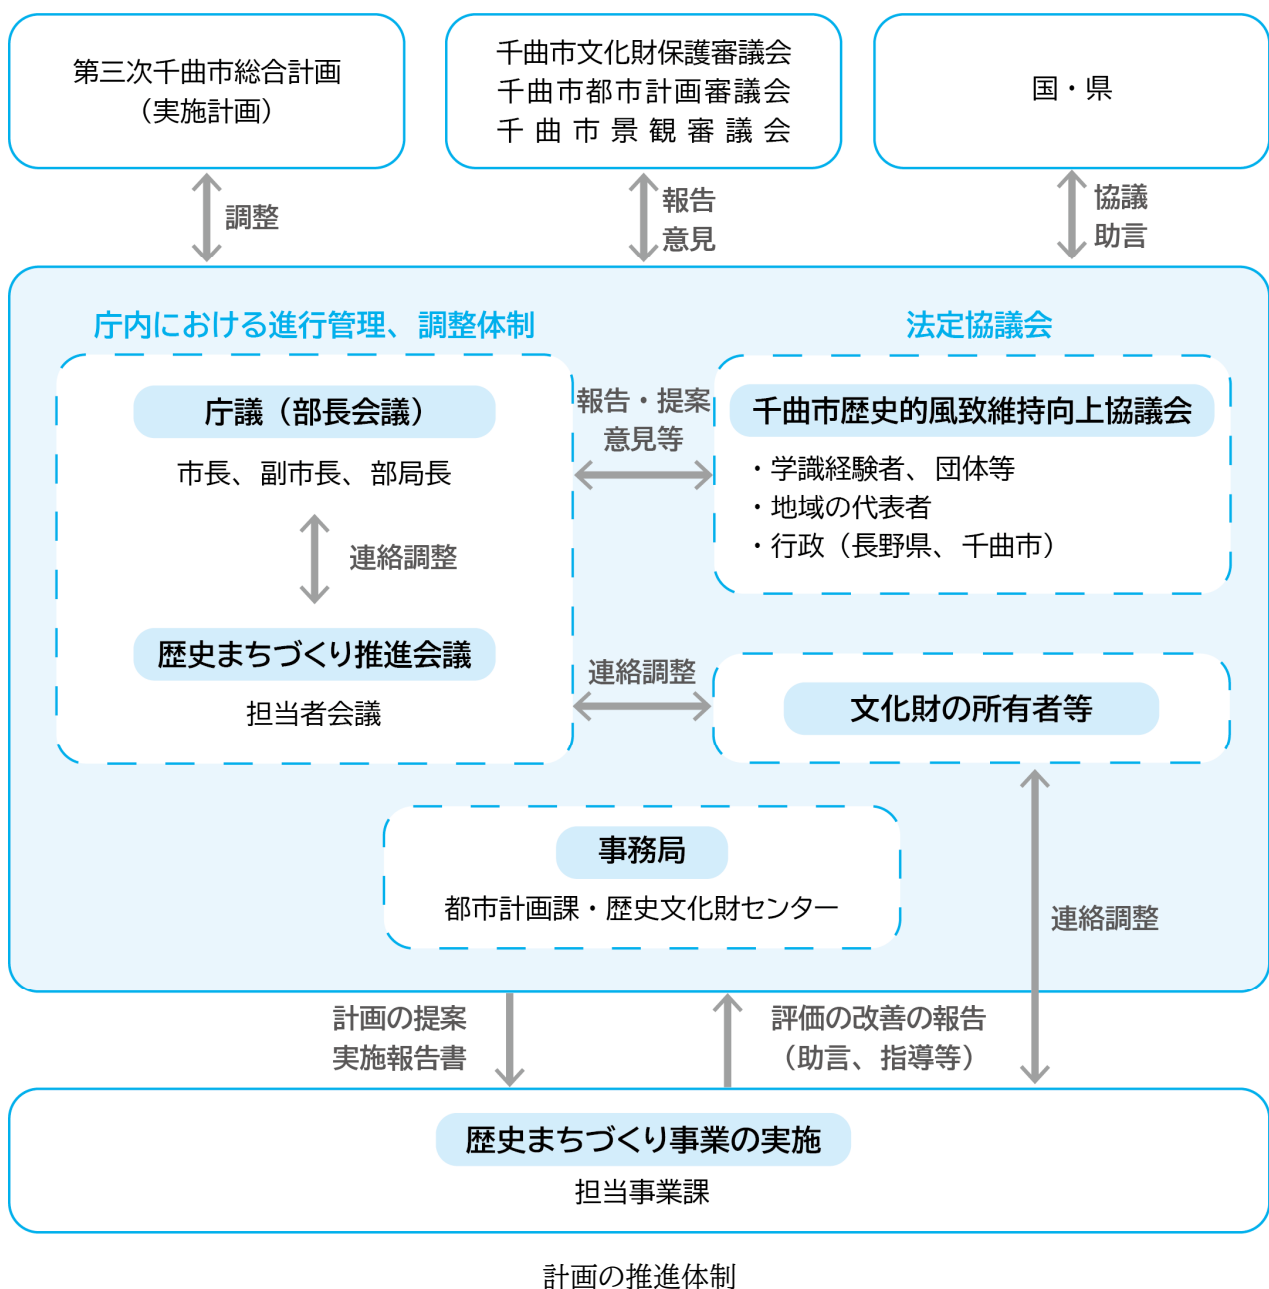 第三次千曲市総合計画
（実施計画）
千曲市文化財保護審議会
千曲市都市計画審議会
千曲市景観審議会
国・県
調整
報告
意見
協議
助言
庁内における進行管理、調整体制
法定協議会
庁議（部長会議）
市長、副市長、部局長
連絡調整
歴史まちづくり推進会議
担当者会議
報告・提案
意見等
千曲市歴史的風致維持向上協議会
・学識経験者、団体等
・地域の代表者
・行政（長野県、千曲市）
連絡調整
文化財の所有者等
事務局
都市計画課・歴史文化財センター
連絡調整
計画の提案
実施報告書
評価の改善の報告
（助言、指導等）
歴史まちづくり事業の実施
担当事業課
計画の推進体制